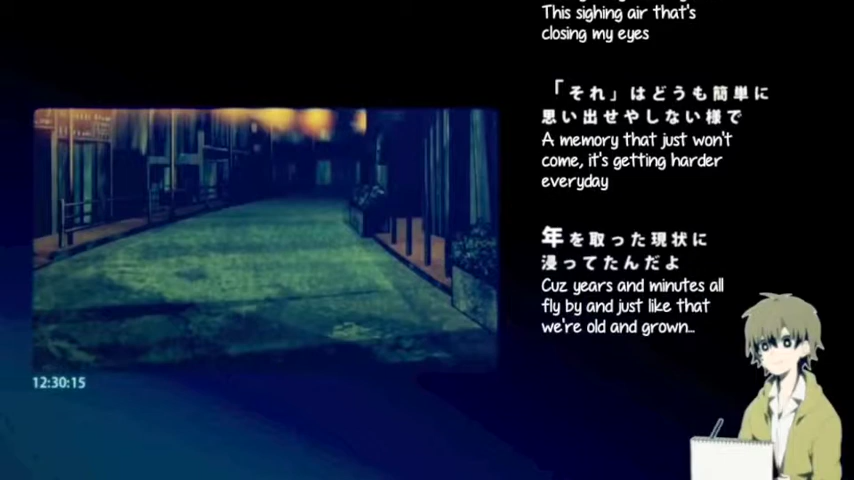 This sighing air that's
closing my eyes
「それ」はどうも簡単に
思い出せやしない様で
A memory that just won't
come, it's getting harder
everyday
年を取った現状に
浸ってたんだよ
Cuz years and minutes all
fly by and just like that
we're old and grown...
12:30:15